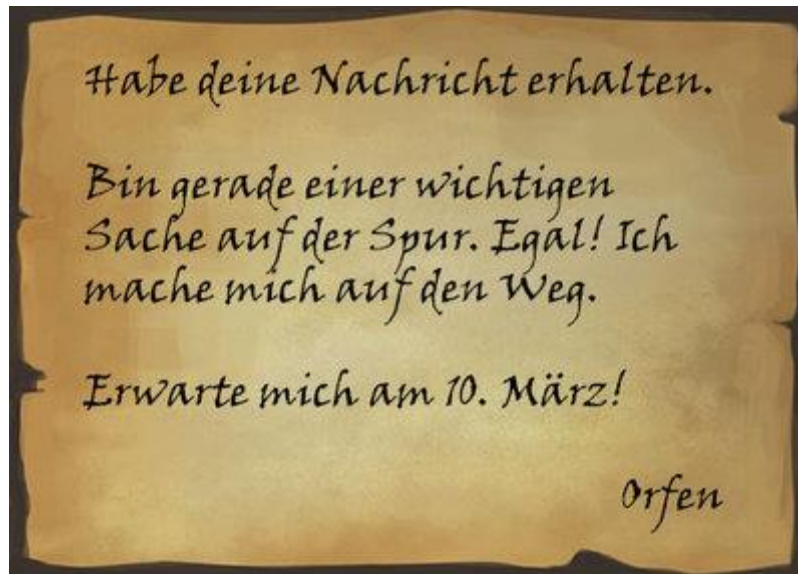 Habe deine Nachricht erhalten.
Bin gerade einer wichtigen
Sache auf der Spur. Egal! Ich
mache mich auf den Weg.
Erwarte mich am 10. März!
Orfen